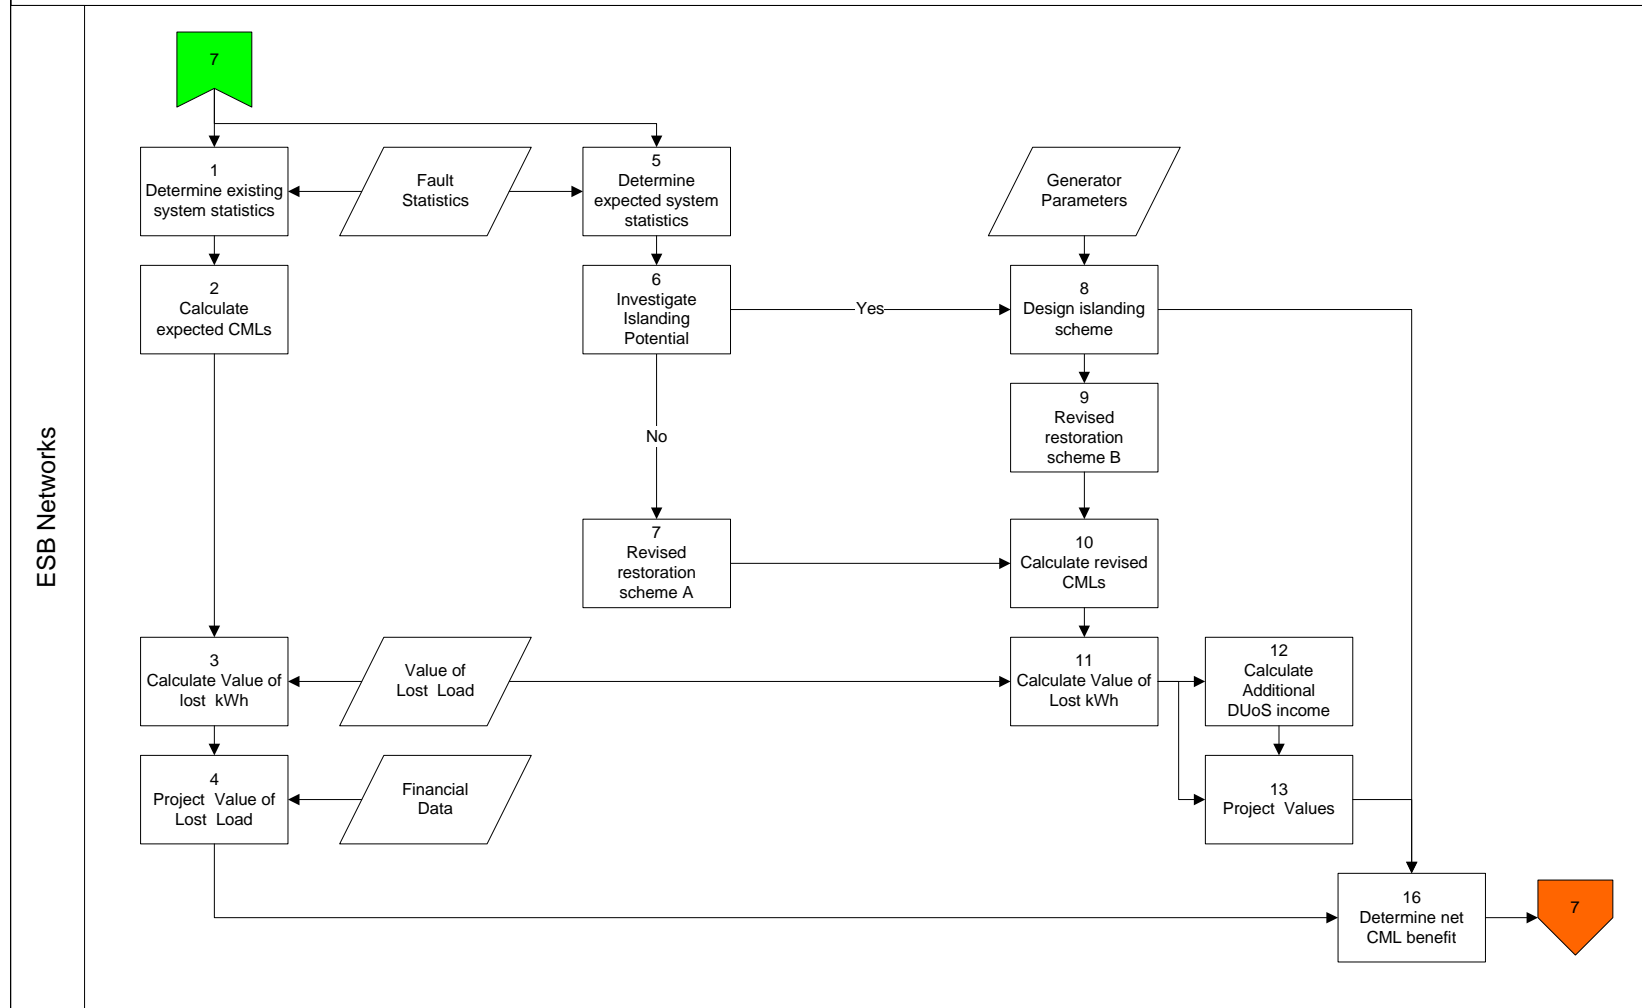 ESB Networks
7
1
Determine existing
system statistics
Fault
Statistics
5
Determine
expected system
statistics
Generator
Parameters
2
Calculate
expected CMLs
6
Investigate
Islanding
Potential
Yes
8
Design islanding
scheme
No
9
Revised
restoration
scheme B
7
Revised
restoration
scheme A
10
Calculate revised
CMLs
3
Calculate Value of
lost kWh
Value of
Lost Load
11
Calculate Value of
Lost kWh
12
Calculate
Additional
DUoS income
4
Project Value of
Lost Load
Financial
Data
13
Project Values
16
Determine net
CML benefit
7